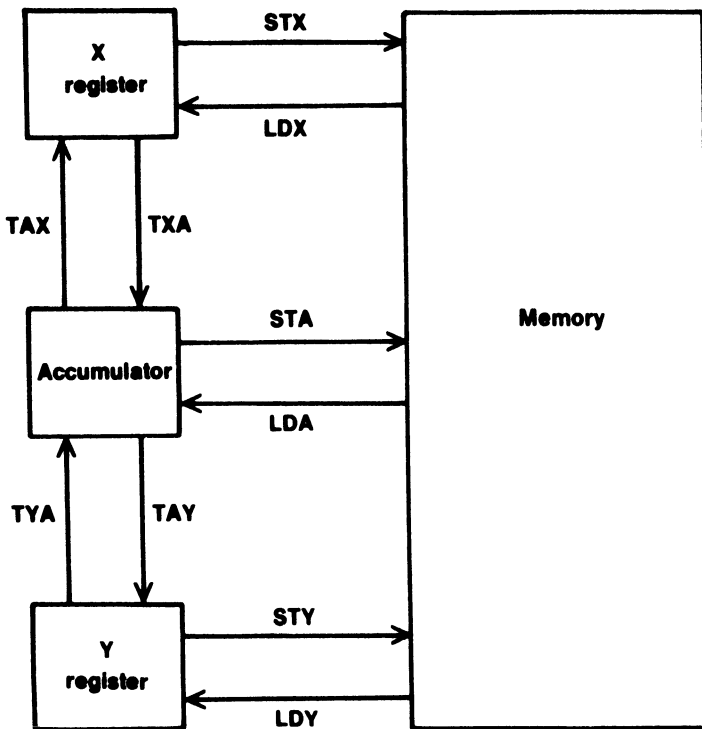 STX
X
register
LDX
TAX
TXA
STA
Memory
Accumulator
LDA
TYA
TAY
STY
Y
register
LDY